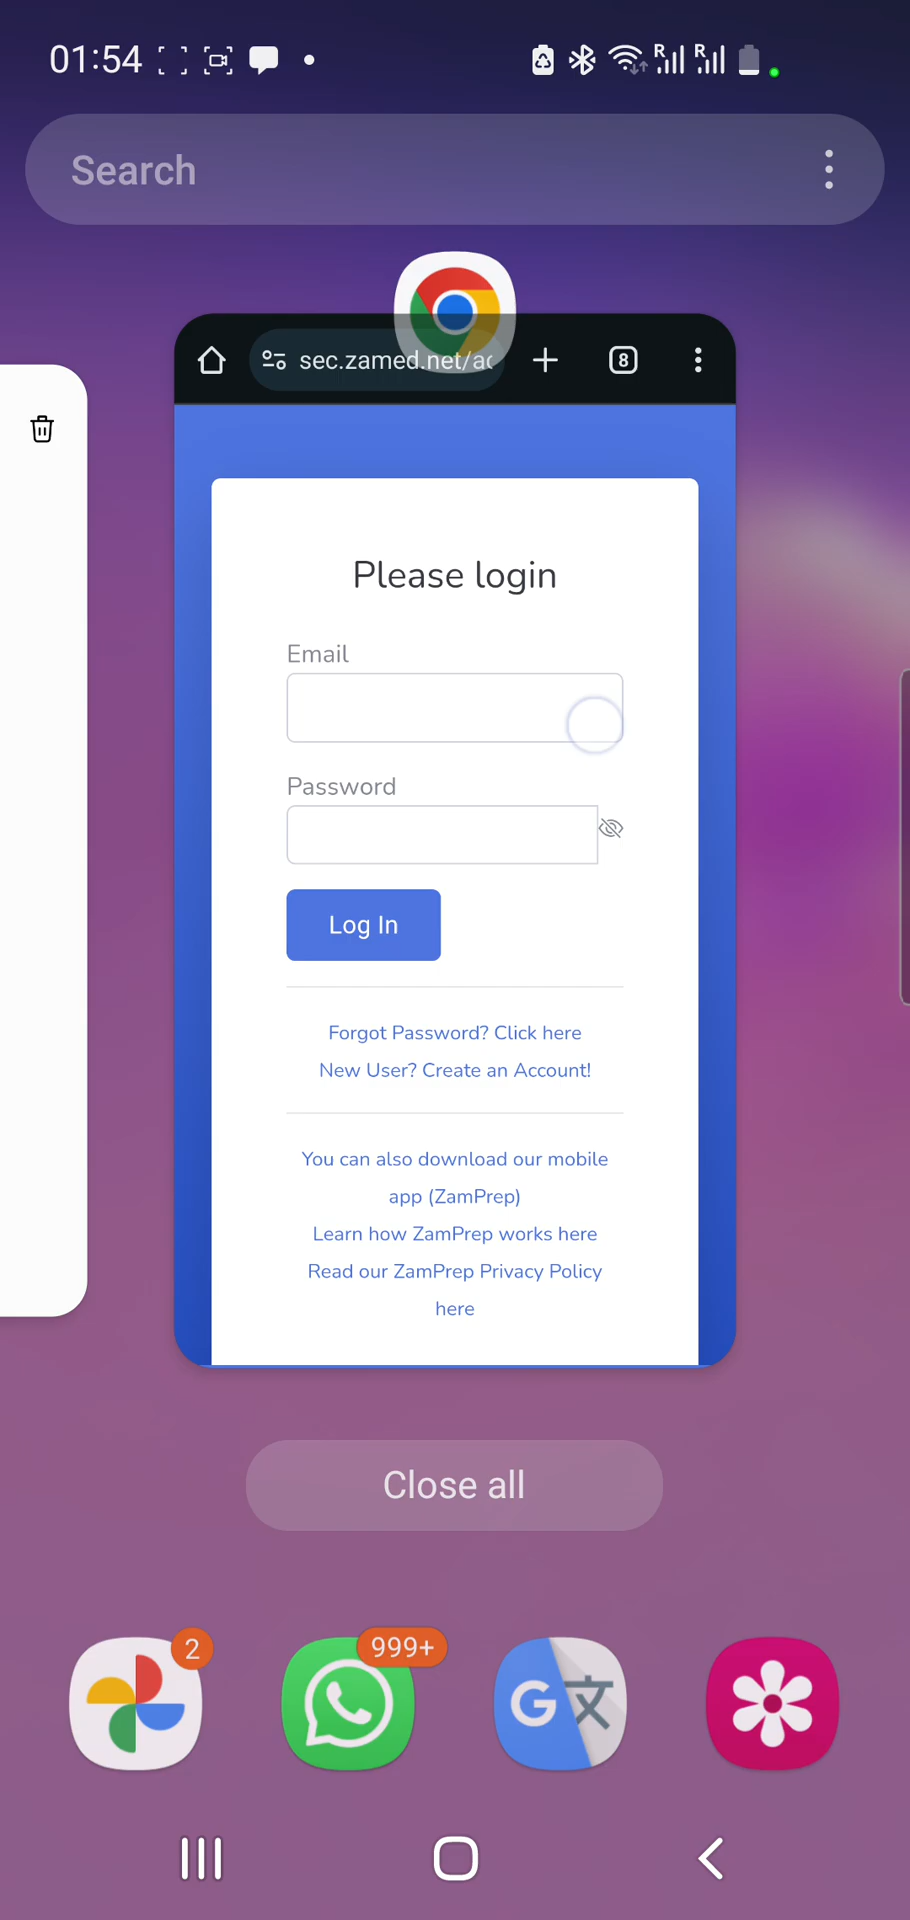 01:54
Search
sec.zamed.net/ac
8
Please login
Email
Password
Log In
Forgot Password? Click here
New User? Create an Account!
You can also download our mobile
app (ZamPrep)
Learn how ZamPrep works here
Read our ZamPrep Privacy Policy
here
Close all
2
999+
G文